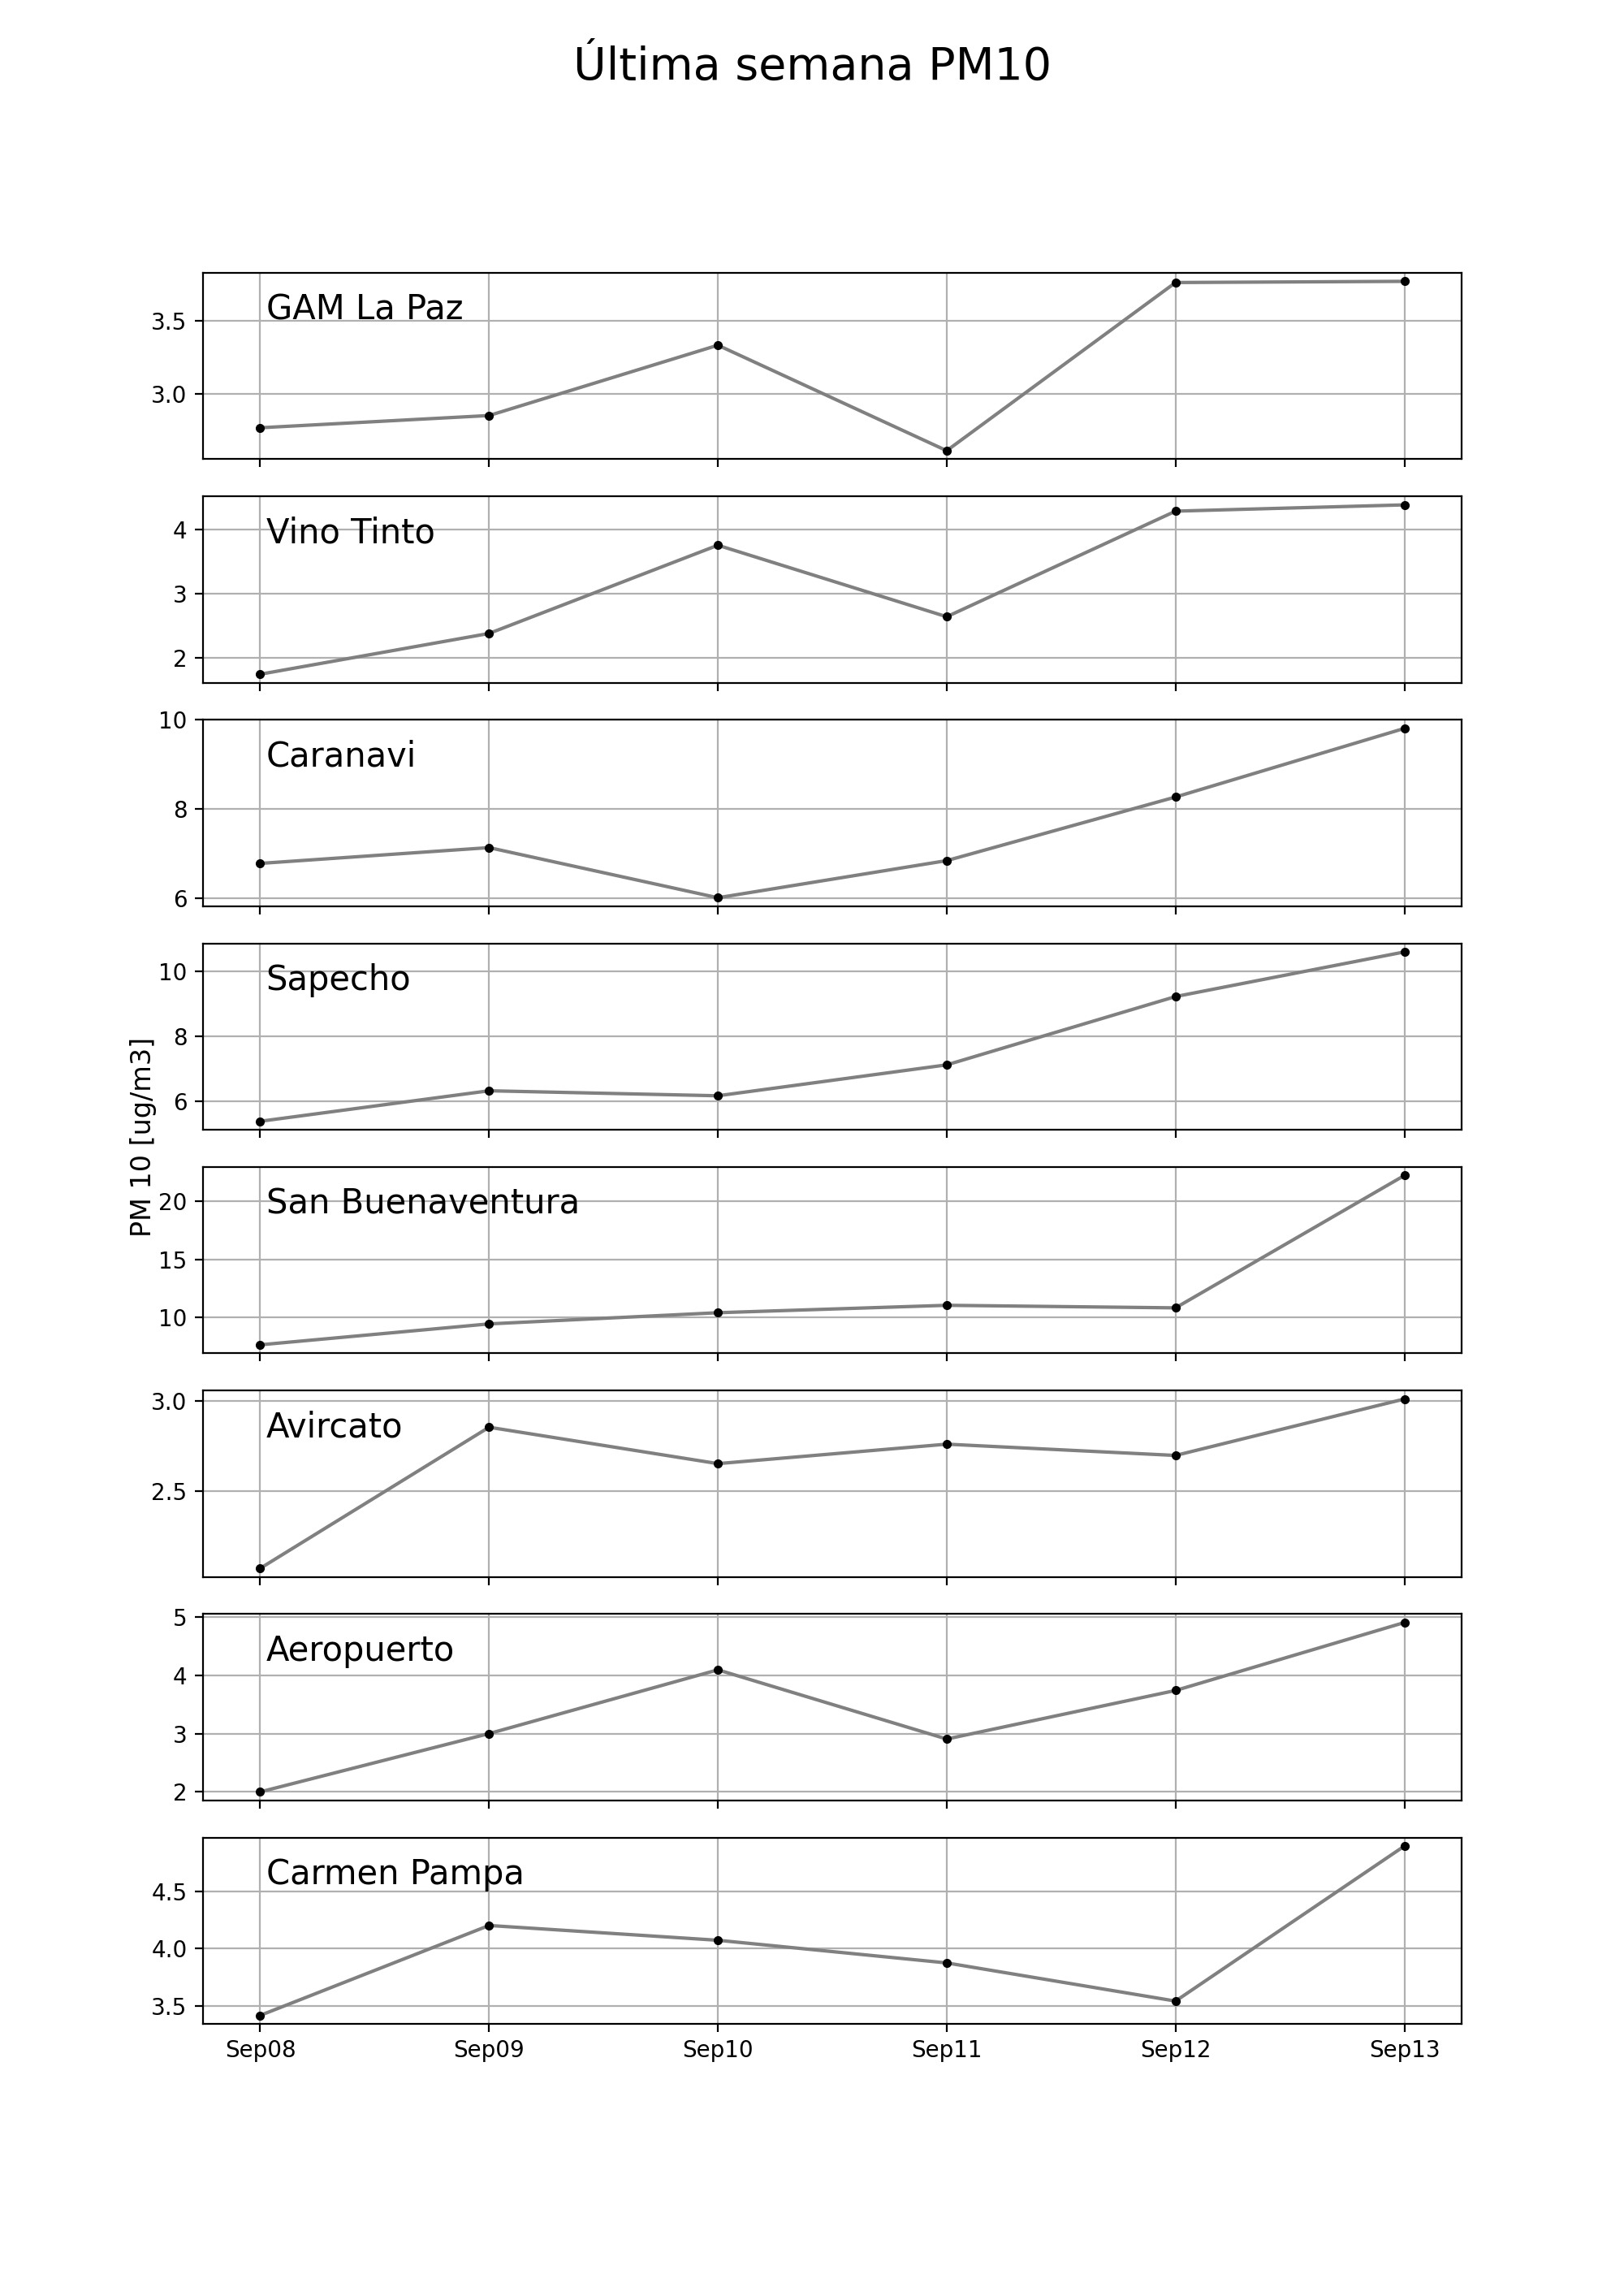 Última semana PM10
GAM La Paz
3.5
3.0
Vino Tinto
4
3
2
Caranavi
10
8
6
Sapecho
10
8
6
PM 10 [ug/m3]
San Buenaventura
20
15
10
Avircato
3.0
2.5
Aeropuerto
5
4
3
2
Carmen Pampa
4.5
4.0
3.5
Sep08 Sep09 Sep10 Sep11 Sep12 Sep13